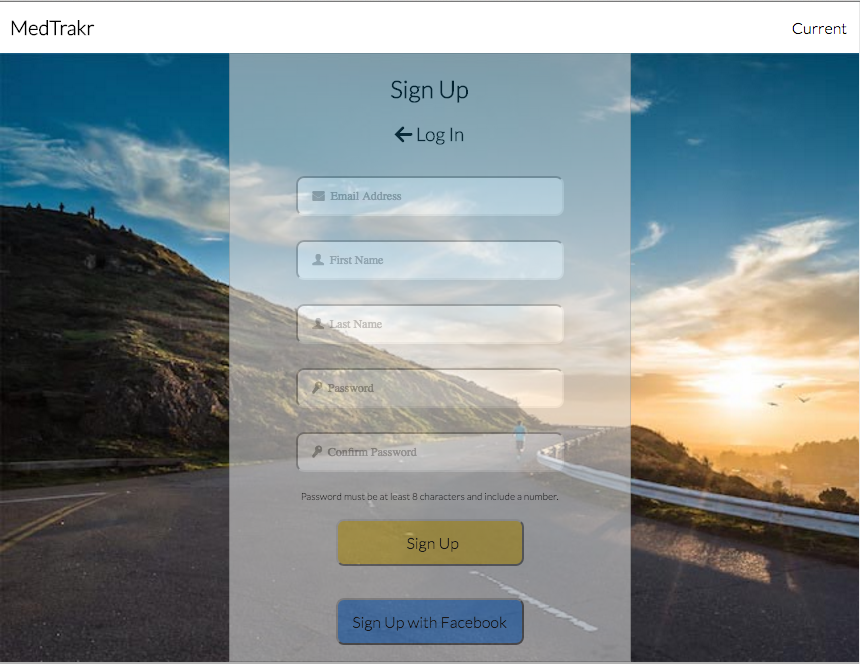 MedTrakr
Current
Sign Up
Log In
Email Address
First Name
Last Name
Password
Confirm Password
Password must be at least 8 characters and include a number.
Sign Up
Sign Up with Facebook